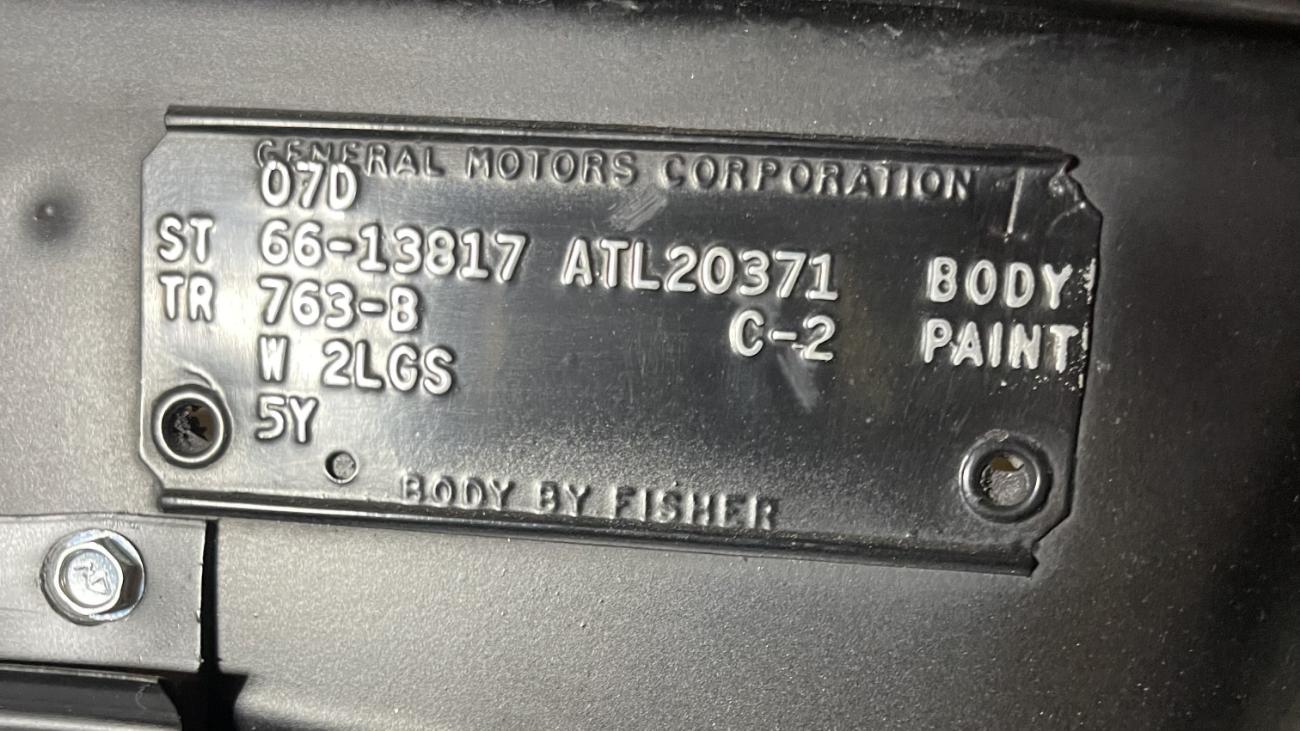 GENERAL MOTORS CORPORATION
07D
ST 66-13817 ATL20371 BODY
TR 763-B C-2 PAINT
W 2LGS
5Y
BODY BY FISHER